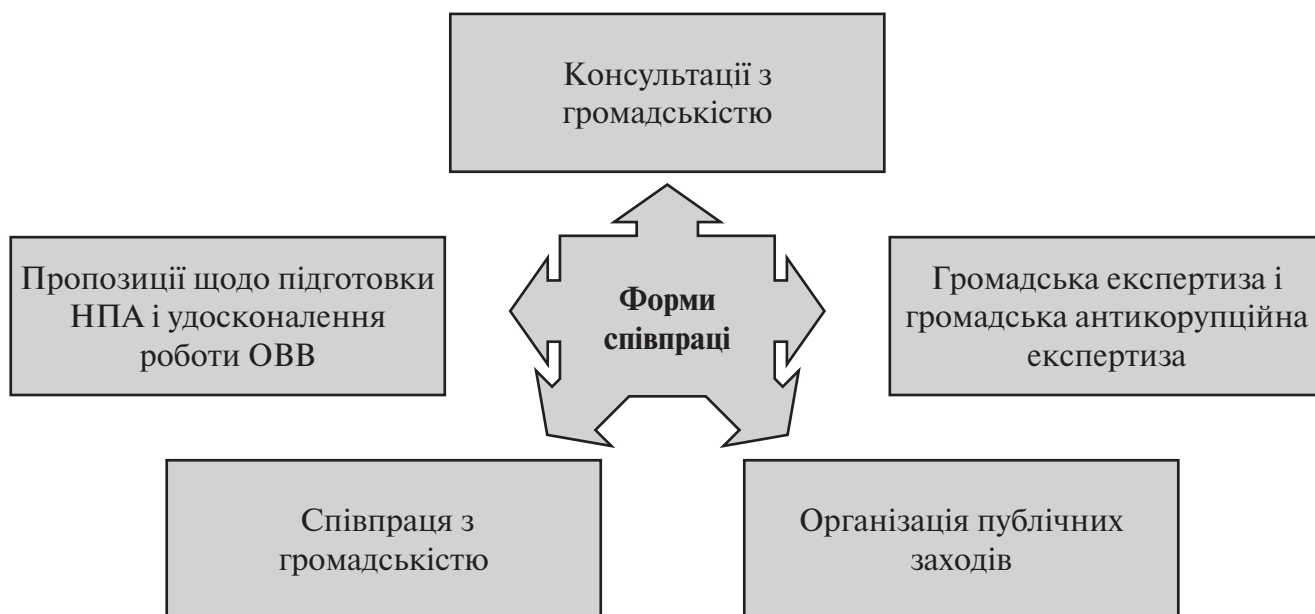 Консультації з
громадськістю
Пропозиції щодо підготовки
НПА і удосконалення
роботи ОВВ
Форми
співпраці
Громадська експертиза і
громадська антикорупційна
експертиза
Співпраця з
громадськістю
Організація публічних
заходів